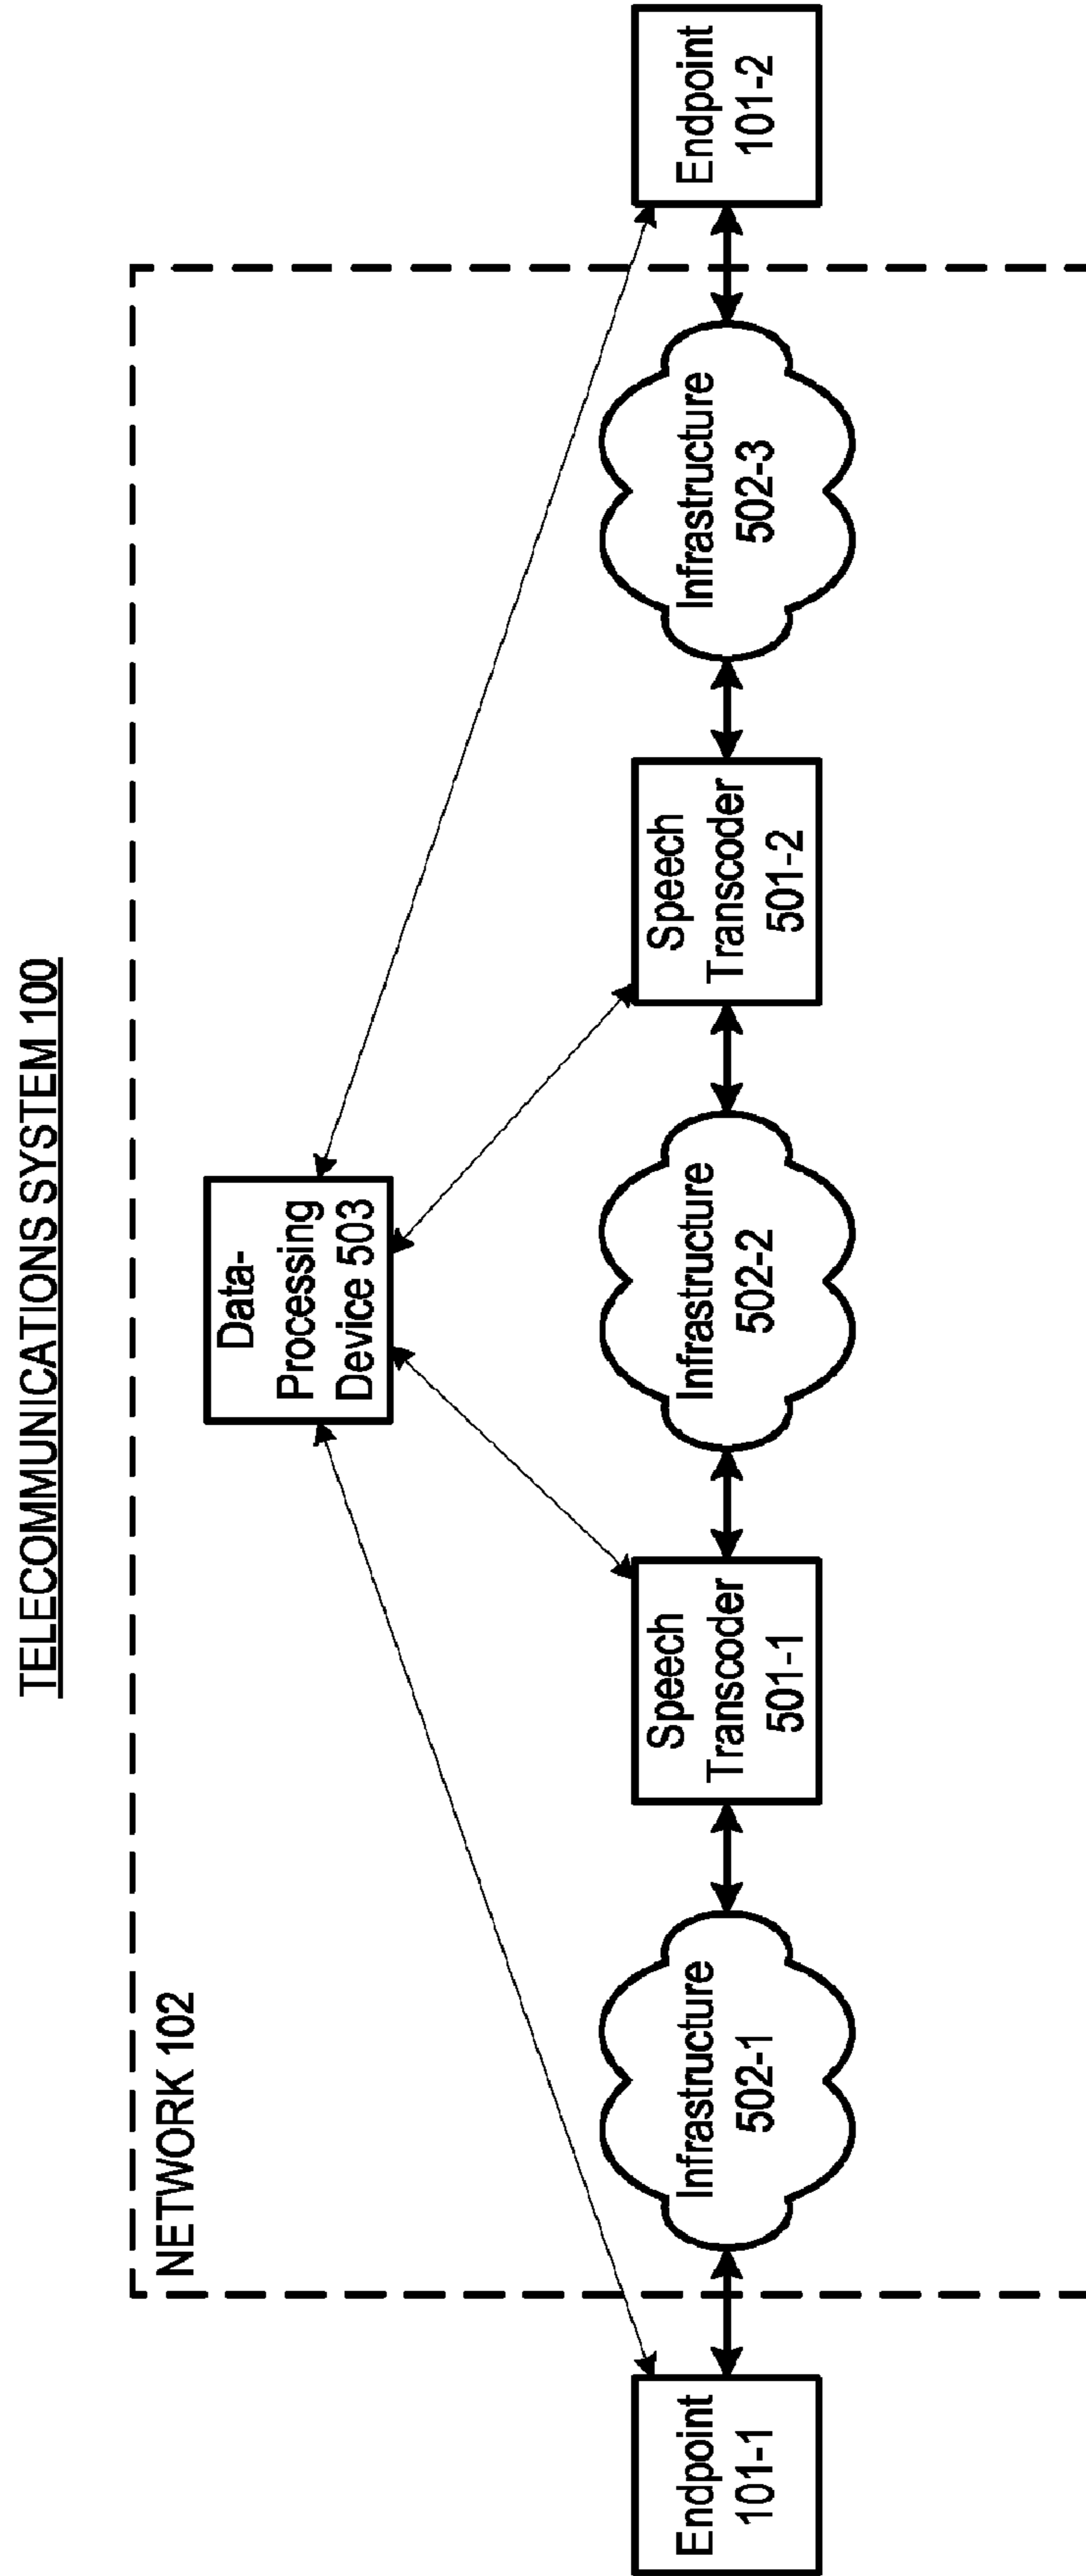 TELECOMMUNICATIONS SYSTEM 100
NETWORK 102
Data-
Processing
Device 503
Endpoint
101-1
Infrastructure
502-1
Speech
Transcoder
501-1
Infrastructure
502-2
Speech
Transcoder
501-2
Infrastructure
502-3
Endpoint
101-2